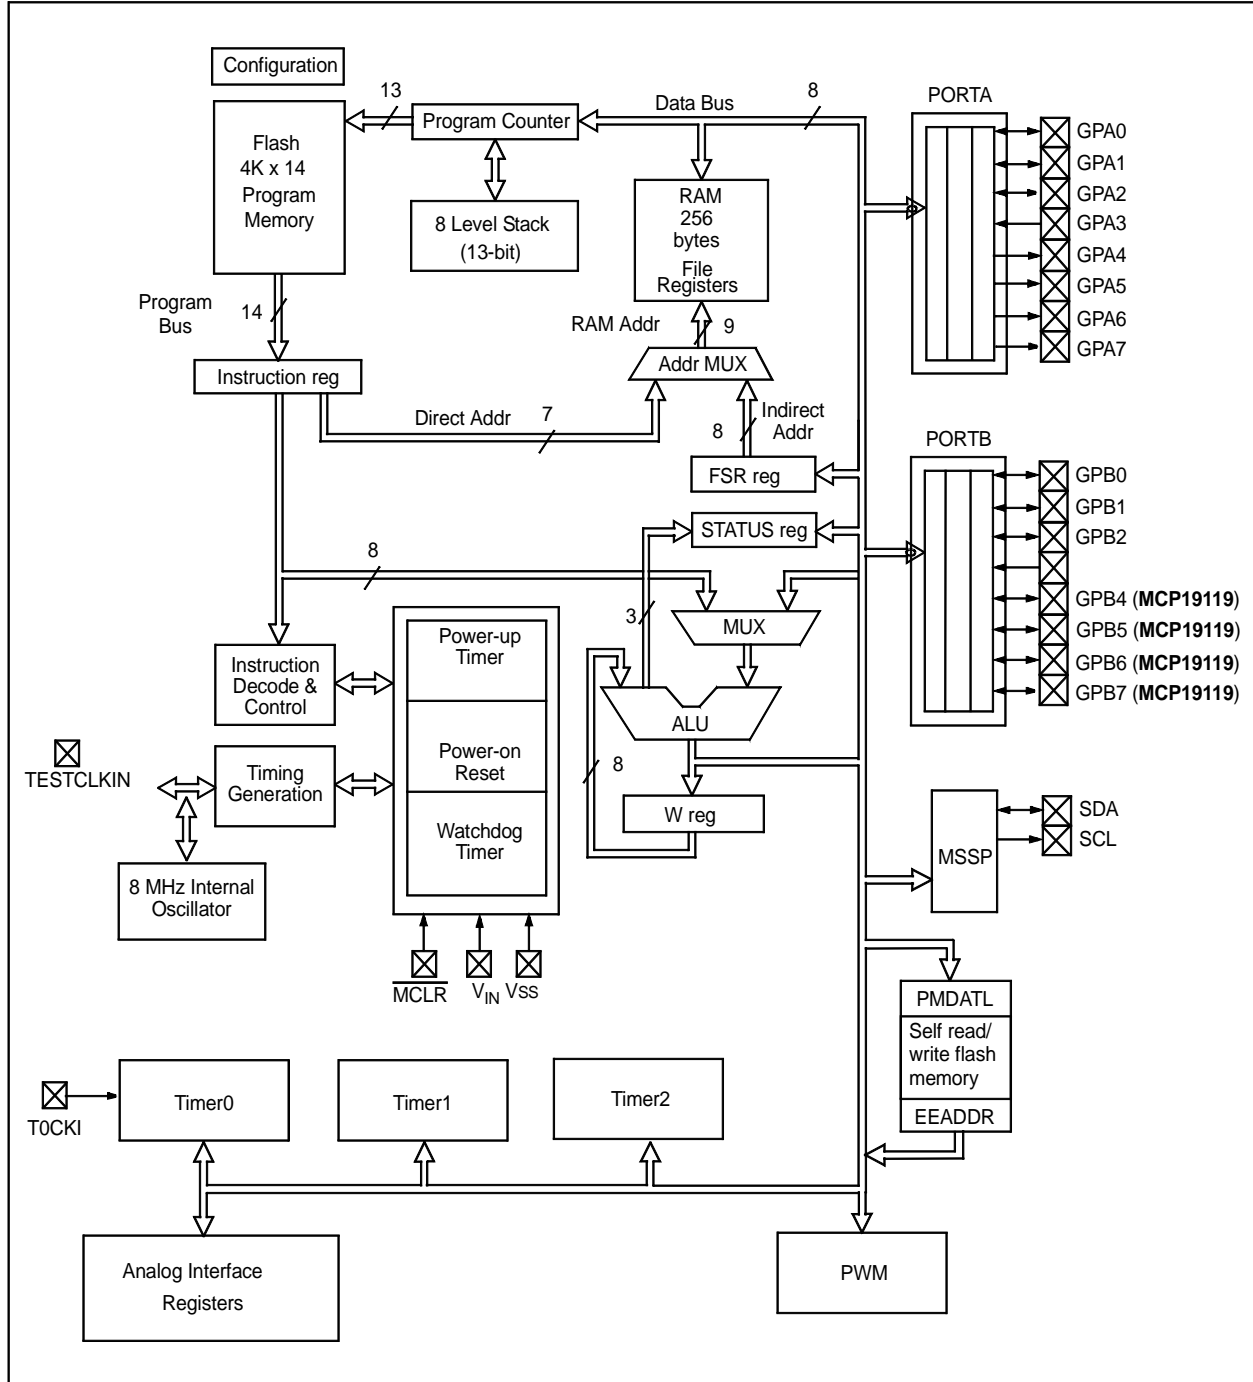 Configuration
Flash
4K x 14
Program
Memory
13
Program Counter
Data Bus
8
8 Level Stack
(13-bit)
RAM
256
bytes
File
Registers
Program
Bus
14
RAM Addr
9
Addr MUX
Instruction reg
Direct Addr
7
8
Indirect
Addr
FSR reg
STATUS reg
8
3
MUX
ALU
8
W reg
Instruction
Decode &
Control
Power-up
Timer
Power-on
Reset
Watchdog
Timer
TESTCLKIN
Timing
Generation
8 MHz Internal
Oscillator
MCLR
VIN
VSS
PORTA
GPA0
GPA1
GPA2
GPA3
GPA4
GPA5
GPA6
GPA7
PORTB
GPB0
GPB1
GPB2
GPB4 (MCP19119)
GPB5 (MCP19119)
GPB6 (MCP19119)
GPB7 (MCP19119)
MSSP
SDA
SCL
PMDATL
Self read/
write flash
memory
EEADDR
T0CKI
Timer0
Timer1
Timer2
Analog Interface
Registers
PWM